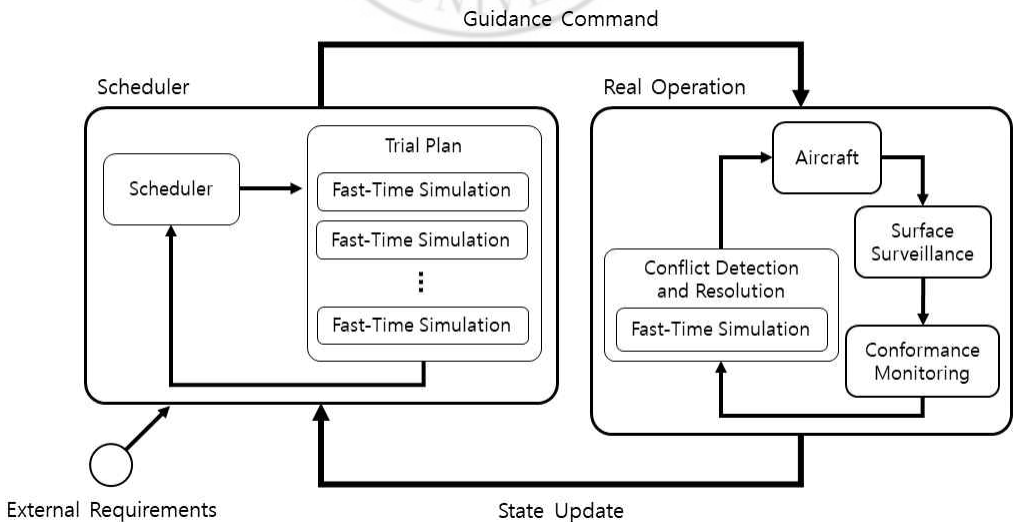 Guidance Command
Scheduler
Real Operation
Trial Plan
Scheduler
Fast-Time Simulation
Fast-Time Simulation
Fast-Time Simulation
Aircraft
Surface
Surveillance
Conflict Detection
and Resolution
Fast-Time Simulation
Conformance
Monitoring
External Requirements
State Update